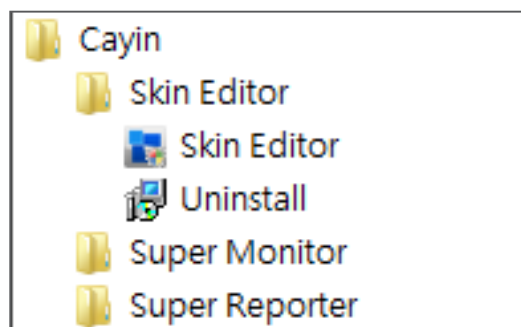 Cayin
Skin Editor
Skin Editor
Uninstall
Super Monitor
Super Reporter